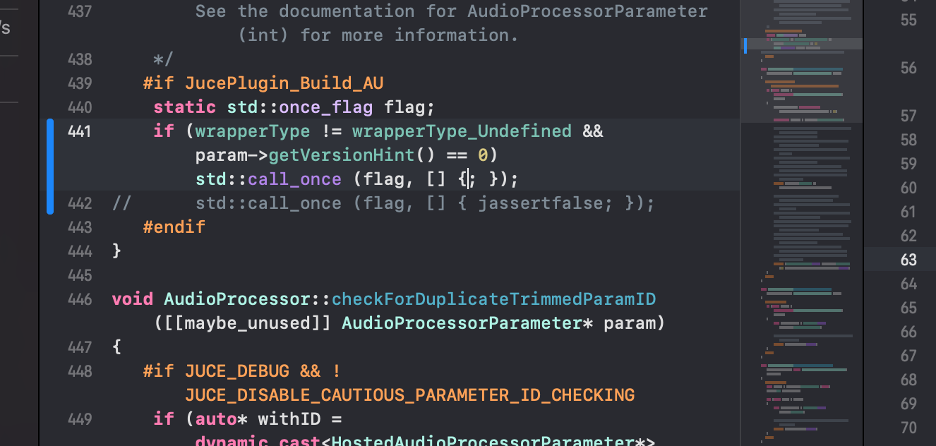 's
437 See the documentation for AudioProcessorParameter
(int) for more information.
438 */
439 #if JucePlugin_Build_AU
440 static std::once_flag flag;
441 if (wrapperType != wrapperType_Undefined &&
param->getVersionHint() == 0)
std::call_once (flag, [] {; });
442 // std::call_once (flag, [] { jassertfalse; });
443 #endif
444 }
445
446 void AudioProcessor::checkForDuplicateTrimmedParamID
([[maybe_unused]] AudioProcessorParameter* param)
447 {
448 #if JUCE_DEBUG && !
JUCE_DISABLE_CAUTIOUS_PARAMETER_ID_CHECKING
449 if (auto* withID =
dynamic_cast<HostedAudioProcessorParameter*>
55
56
57
58
59
60
61
62
63
64
65
66
67
68
69
70